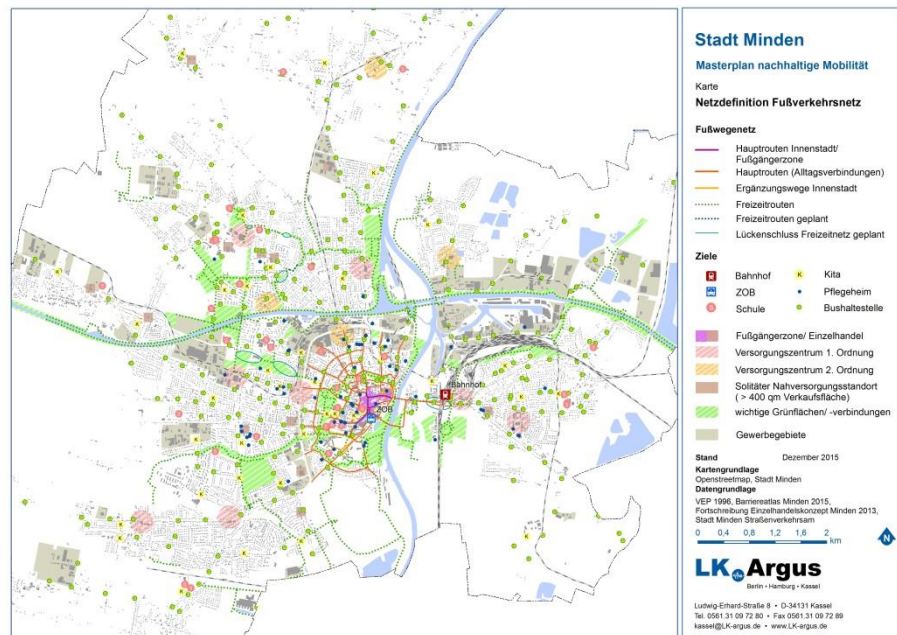 Bahnhof
ZOB
Stadt Minden
Masterplan nachhaltige Mobilität
Karte
Netzdefinition Fußverkehrsnetz
Fußwegenetz
Hauptrouten Innenstadt/
Fußgängerzone
Hauptrouten (Alltagsverbindungen)
Ergänzungswege Innenstadt
Freizeitrouten
Freizeitrouten geplant
Lückenschluss Freizeitnetz geplant
Ziele
Bahnhof
K Kita
ZOB
Pflegeheim
Schule
Bushaltestelle
Fußgängerzone/ Einzelhandel
Versorgungszentrum 1. Ordnung
Versorgungszentrum 2. Ordnung
Solitäter Nahversorgungsstandort
( > 400 qm Verkaufsfläche)
wichtige Grünflächen/ -verbindungen
Gewerbegebiete
Stand Dezember 2015
Kartengrundlage
Openstreetmap, Stadt Minden
Datengrundlage
VEP 1996, Barriereatlas Minden 2015,
Fortschreibung Einzelhandelskonzept Minden 2013,
Stadt Minden Straßenverkehrsam
0 0,4 0,8 1,2 1,6 2
km
N
LK Argus
Berlin • Hamburg • Kassel
Ludwig-Erhard-Straße 8 • D-34131 Kassel
Tel. 0561.31 09 72 80 • Fax 0561.31 09 72 89
kassel@LK-argus.de • www.LK-argus.de